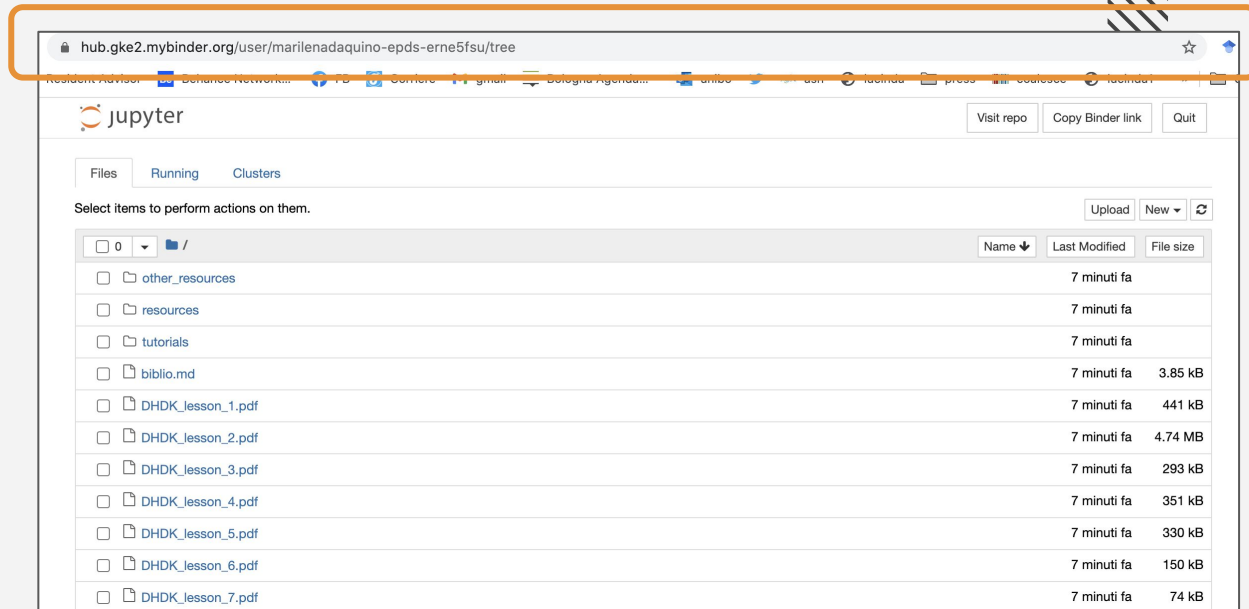 hub.gke2.mybinder.org/user/marilenadaquino-epds-erne5fsu/tree
jupyter
Visit repo Copy Binder link Quit
Files Running Clusters
Select items to perform actions on them.
Upload New
0 /
Name Last Modified File size
other_resources 7 minuti fa
resources 7 minuti fa
tutorials 7 minuti fa
biblio.md 7 minuti fa 3.85 kB
DHDK_lesson_1.pdf 7 minuti fa 441 kB
DHDK_lesson_2.pdf 7 minuti fa 4.74 MB
DHDK_lesson_3.pdf 7 minuti fa 293 kB
DHDK_lesson_4.pdf 7 minuti fa 351 kB
DHDK_lesson_5.pdf 7 minuti fa 330 kB
DHDK_lesson_6.pdf 7 minuti fa 150 kB
DHDK_lesson_7.pdf 7 minuti fa 74 kB